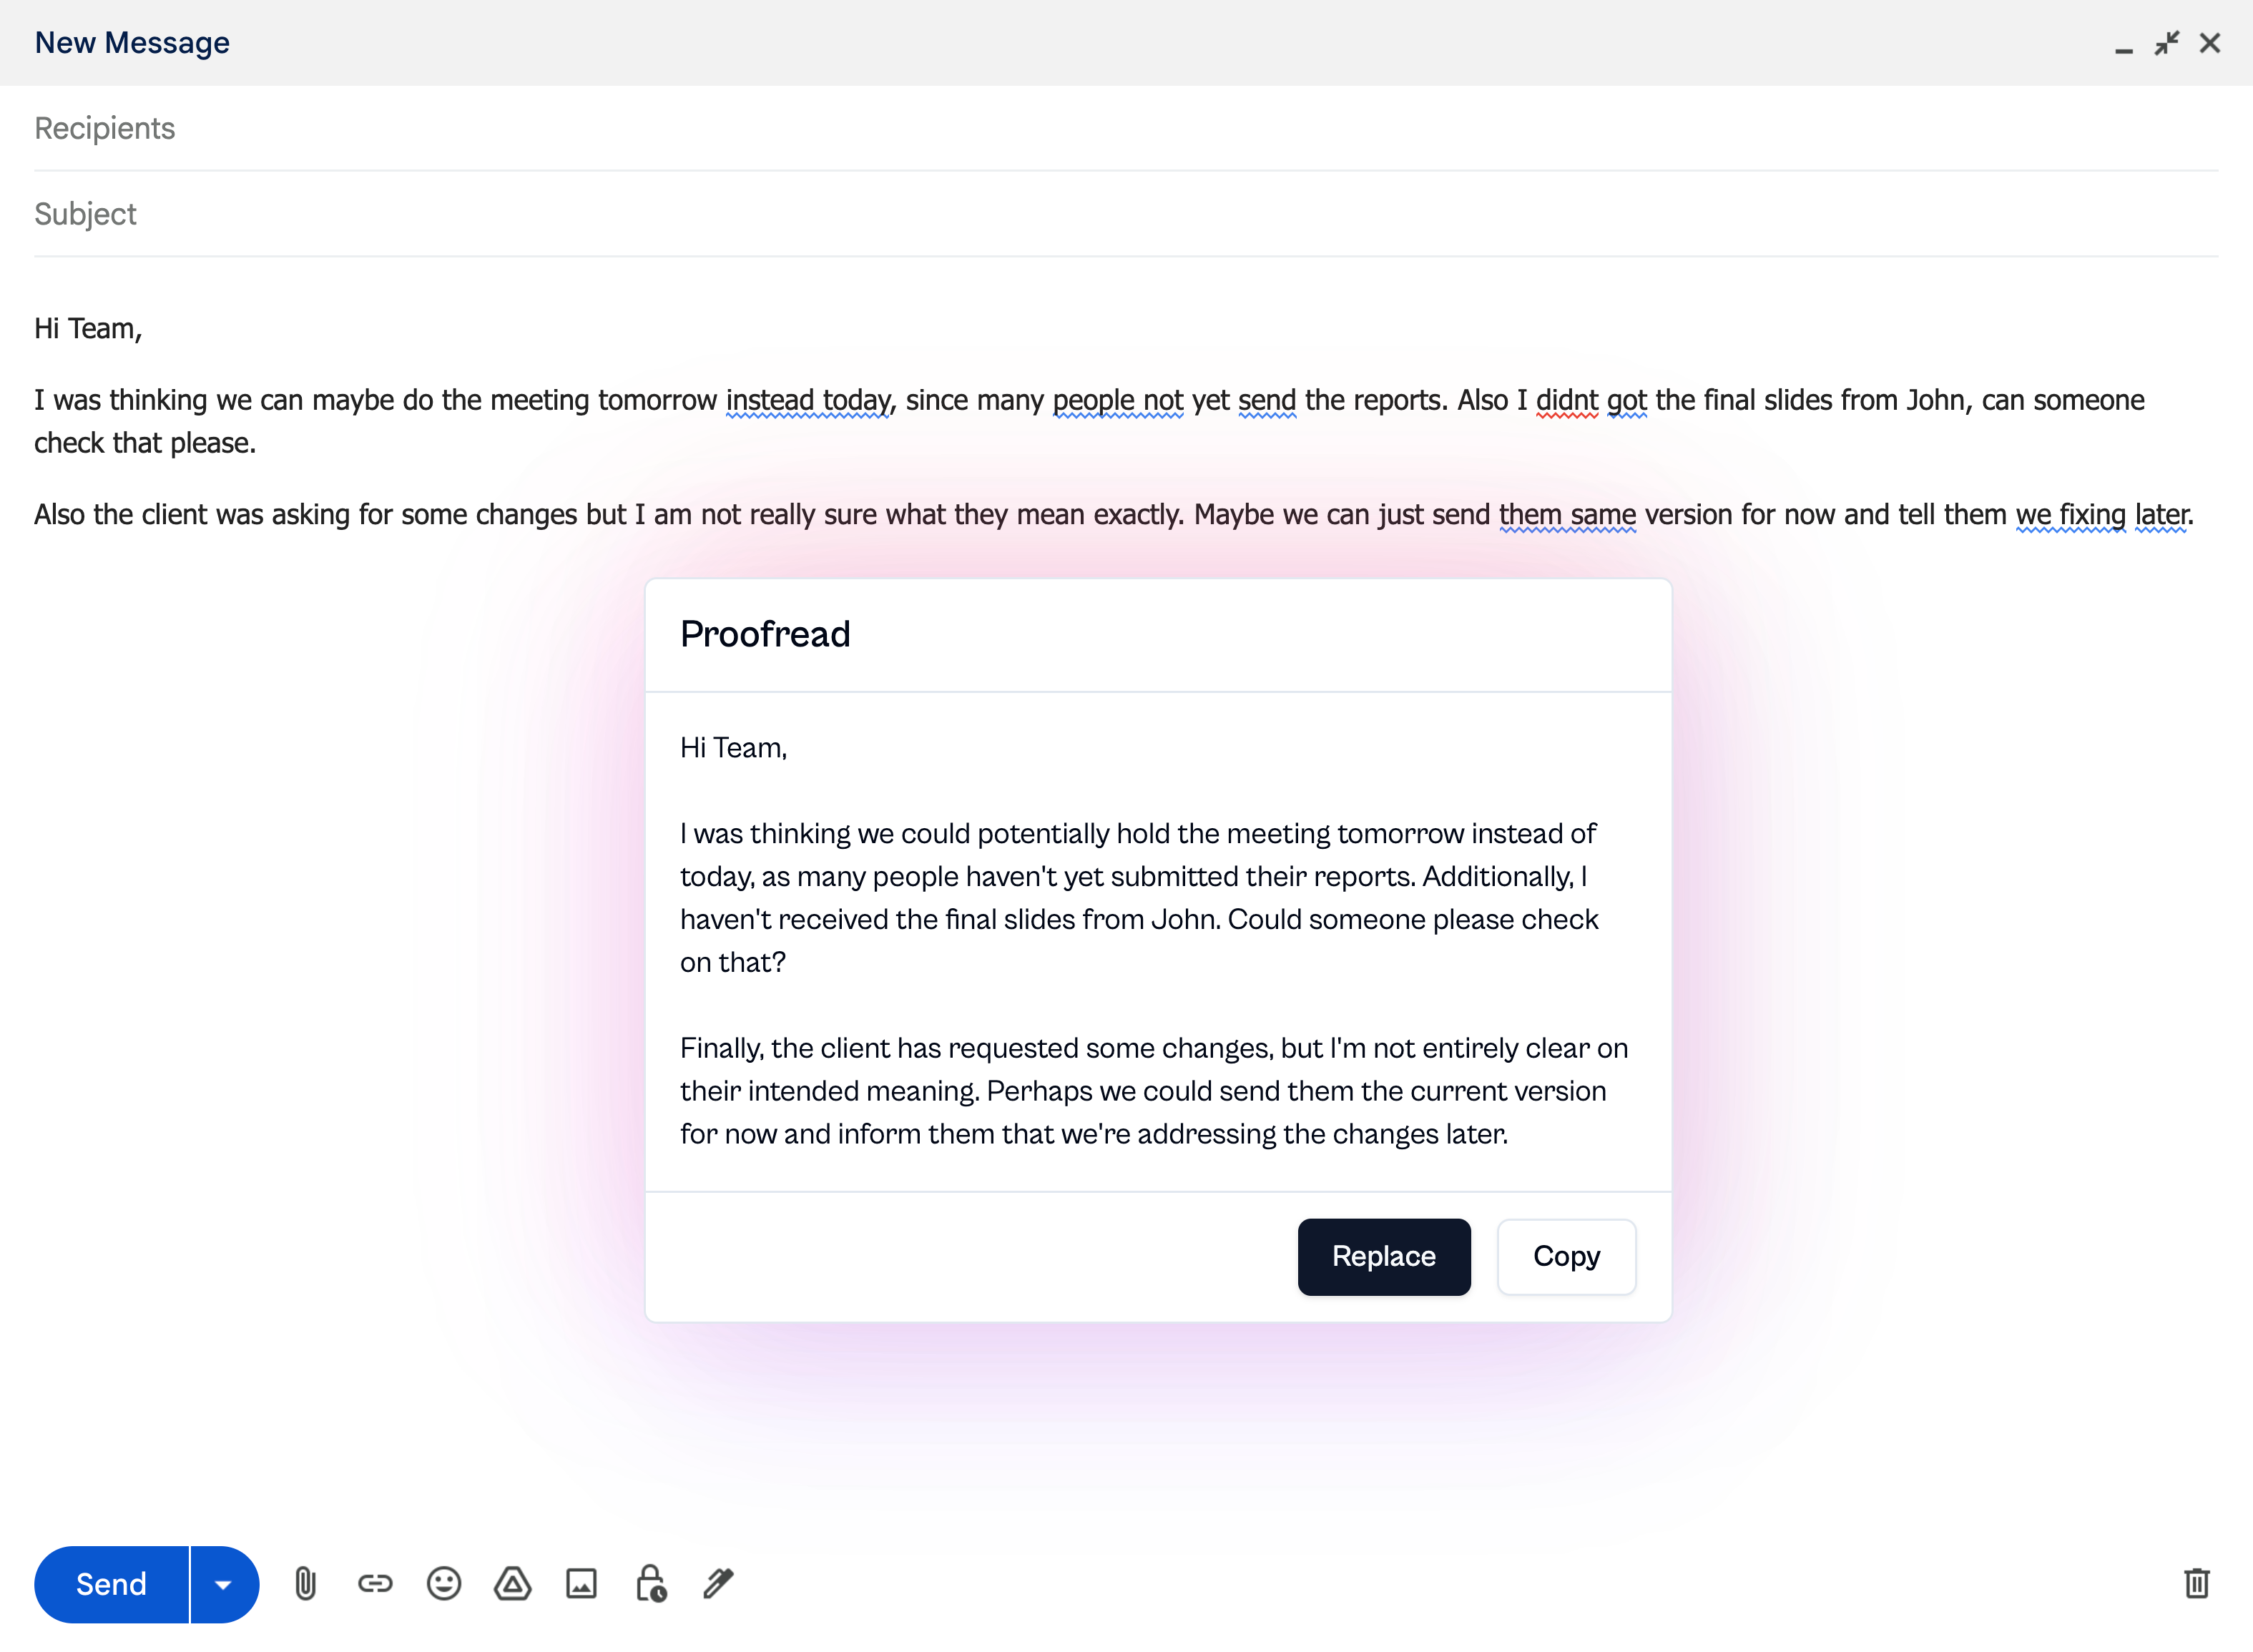 New Message
Recipients
Subject
Hi Team,
I was thinking we can maybe do the meeting tomorrow instead today, since many people not yet send the reports. Also I didnt got the final slides from John, can someone
check that please.
Also the client was asking for some changes but I am not really sure what they mean exactly. Maybe we can just send them same version for now and tell them we fixing later.
Proofread
Hi Team,
I was thinking we could potentially hold the meeting tomorrow instead of
today, as many people haven't yet submitted their reports. Additionally, I
haven't received the final slides from John. Could someone please check
on that?
Finally, the client has requested some changes, but I'm not entirely clear on
their intended meaning. Perhaps we could send them the current version
for now and inform them that we're addressing the changes later.
Replace
Copy
Send